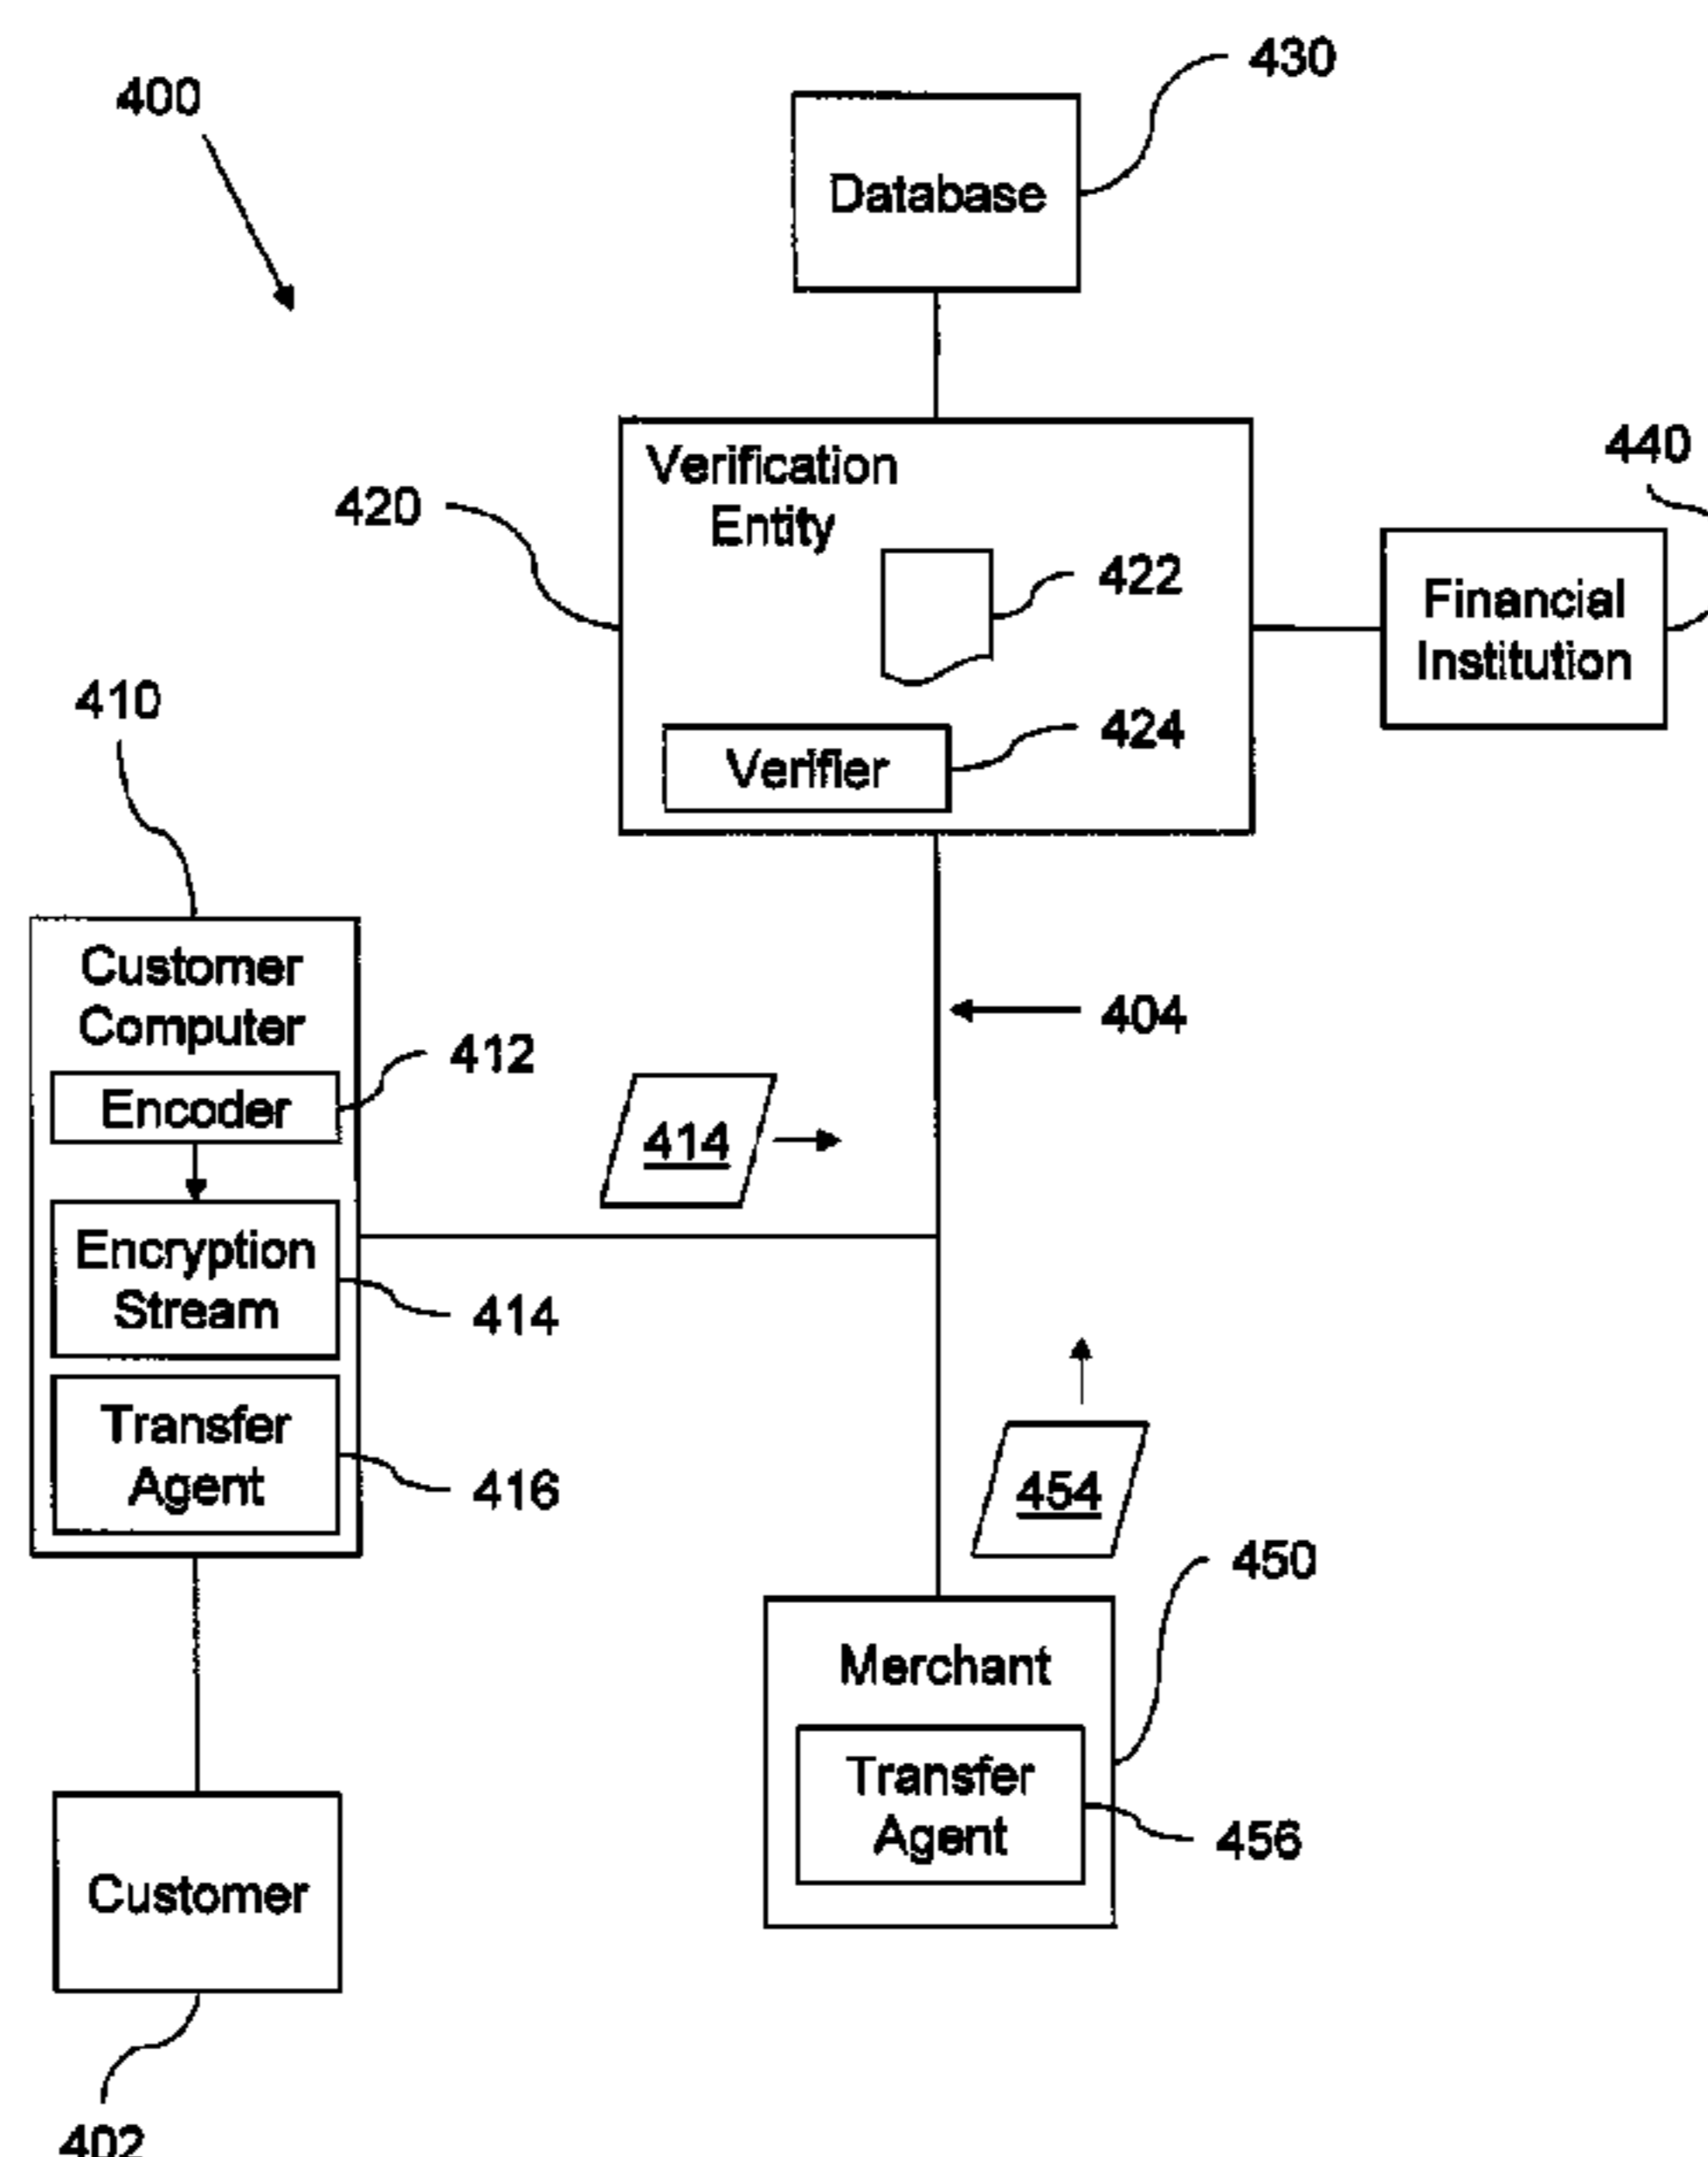 430
400
Database
440
Verification
Entity
420
422
Financial
Institution
410
424
Verifier
Customer
Computer
404
412
Encoder
414
Encryption
Stream
414
Transfer
Agent
416
454
450
Merchant
Transfer
Agent
456
Customer
402